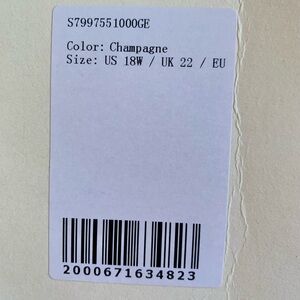 S7997551000GE
Color: Champagne
Size: US 18W / UK 22 / EU
2000671634823